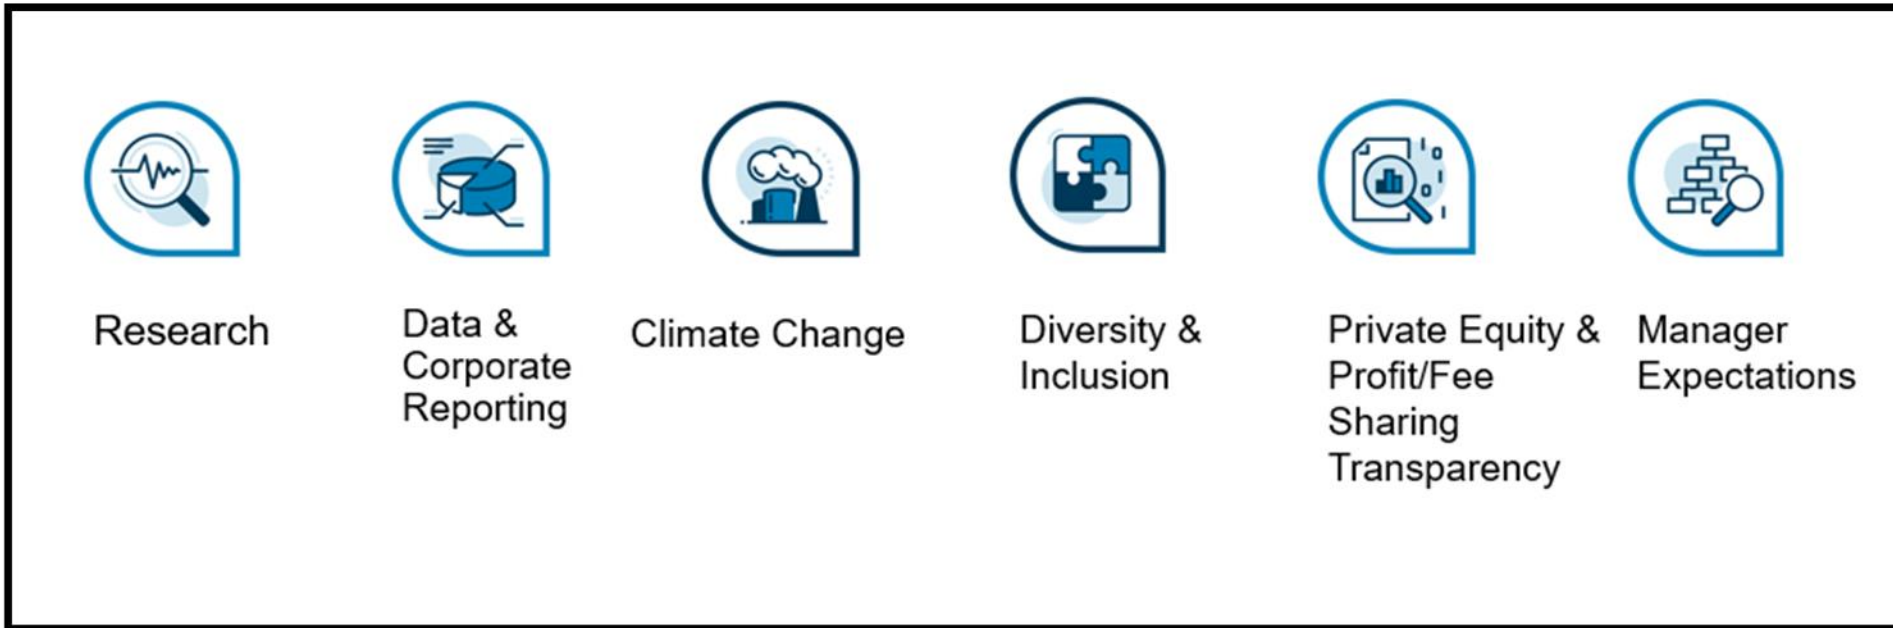 Research
Data &
Corporate
Reporting
Climate Change
Diversity &
Inclusion
Private Equity &
Profit/Fee
Sharing
Transparency
Manager
Expectations